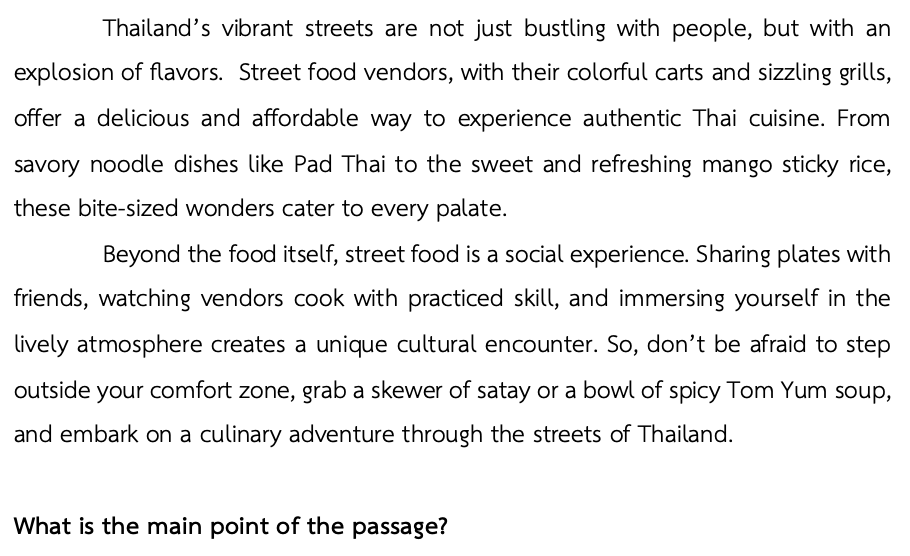 Thailand’s vibrant streets are not just bustling with people, but with an
explosion of flavors.  Street food vendors, with their colorful carts and sizzling grills,
offer a delicious and affordable way to experience authentic Thai cuisine. From
savory noodle dishes like Pad Thai to the sweet and refreshing mango sticky rice,
these bite-sized wonders cater to every palate.
Beyond the food itself, street food is a social experience. Sharing plates with
friends, watching vendors cook with practiced skill, and immersing yourself in the
lively atmosphere creates a unique cultural encounter. So, don’t be afraid to step
outside your comfort zone, grab a skewer of satay or a bowl of spicy Tom Yum soup,
and embark on a culinary adventure through the streets of Thailand.
What is the main point of the passage?